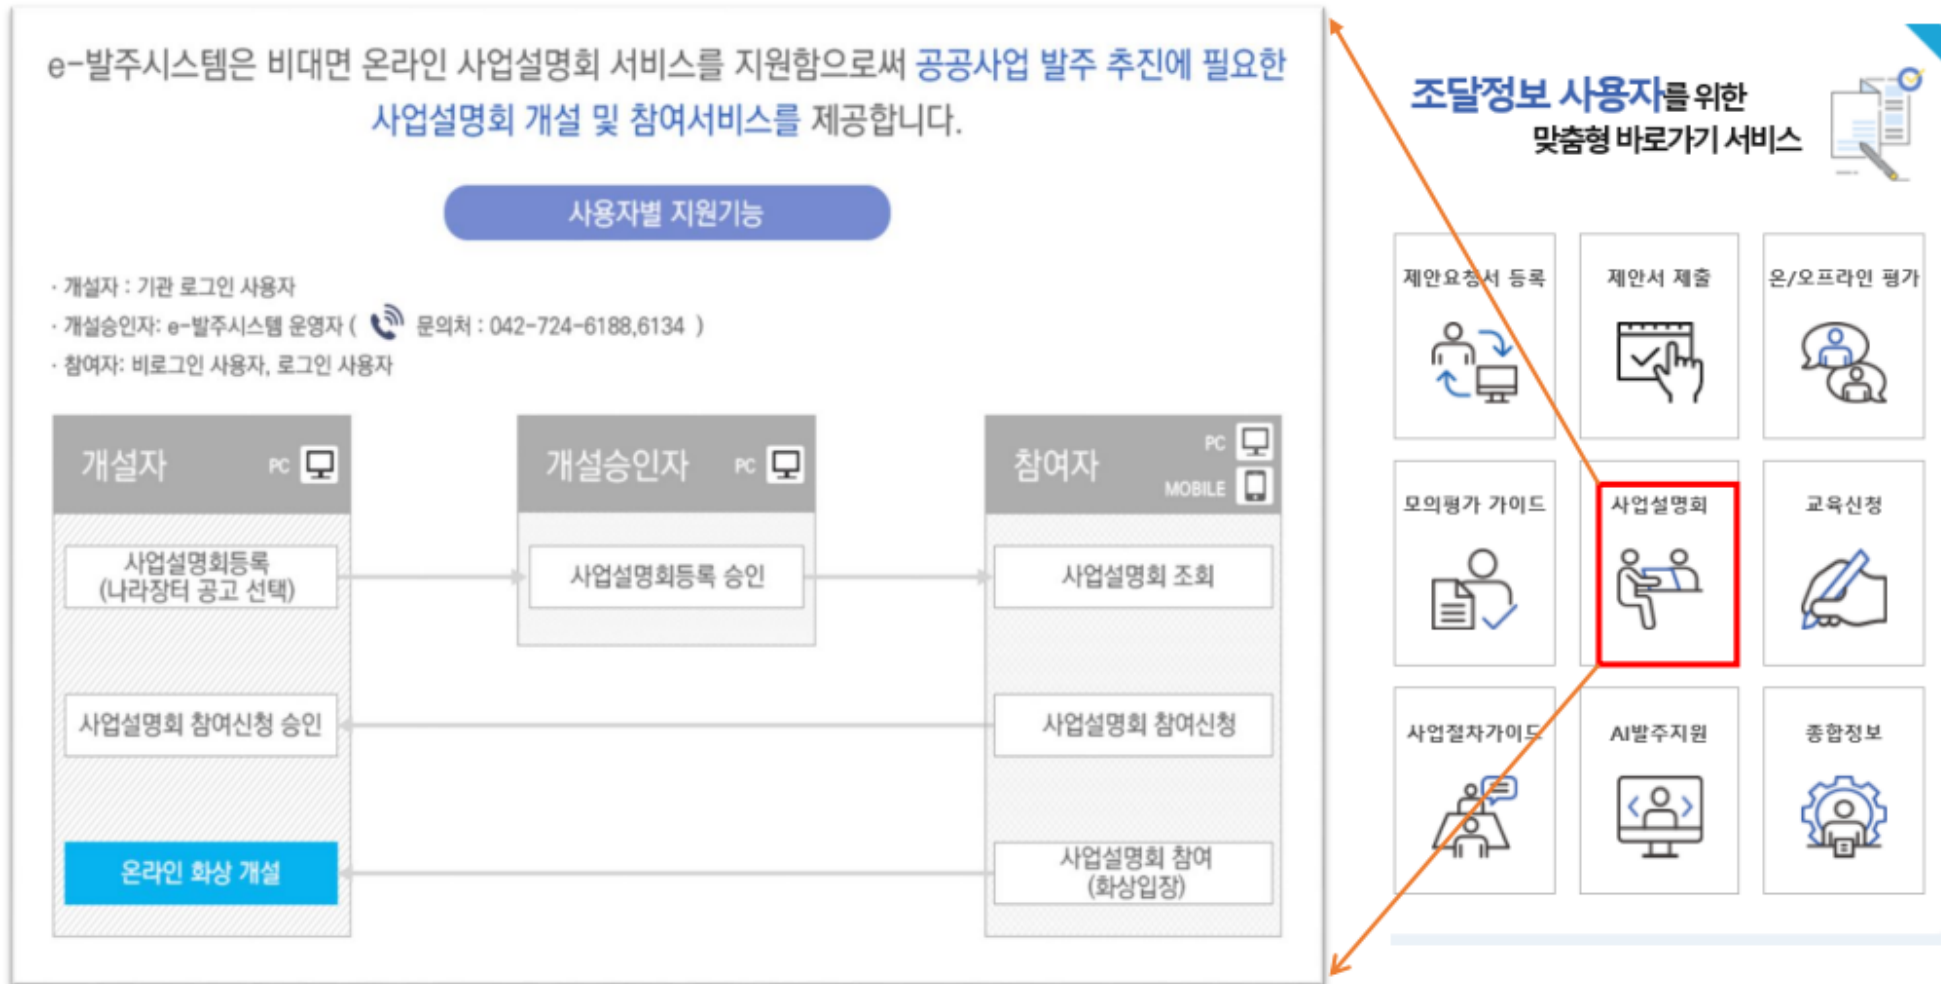 e-발주시스템은 비대면 온라인 사업설명회 서비스를 지원함으로써 공공사업 발주 추진에 필요한
사업설명회 개설 및 참여서비스를 제공합니다.
사용자별 지원기능
· 개설자 : 기관 로그인 사용자
· 개설승인자: e-발주시스템 운영자 ( 문의처 : 042-724-6188,6134 )
· 참여자: 비로그인 사용자, 로그인 사용자
개설자 PC
개설승인자 PC
참여자 PC
MOBILE
사업설명회등록
(나라장터 공고 선택)
사업설명회등록 승인
사업설명회 조회
사업설명회 참여신청 승인
사업설명회 참여신청
온라인 화상 개설
사업설명회 참여
(화상입장)
조달정보 사용자를 위한
맞춤형 바로가기 서비스
제안요청서 등록
제안서 제출
온/오프라인 평가
모의평가 가이드
사업설명회
교육신청
사업절차가이드
AI발주지원
종합정보